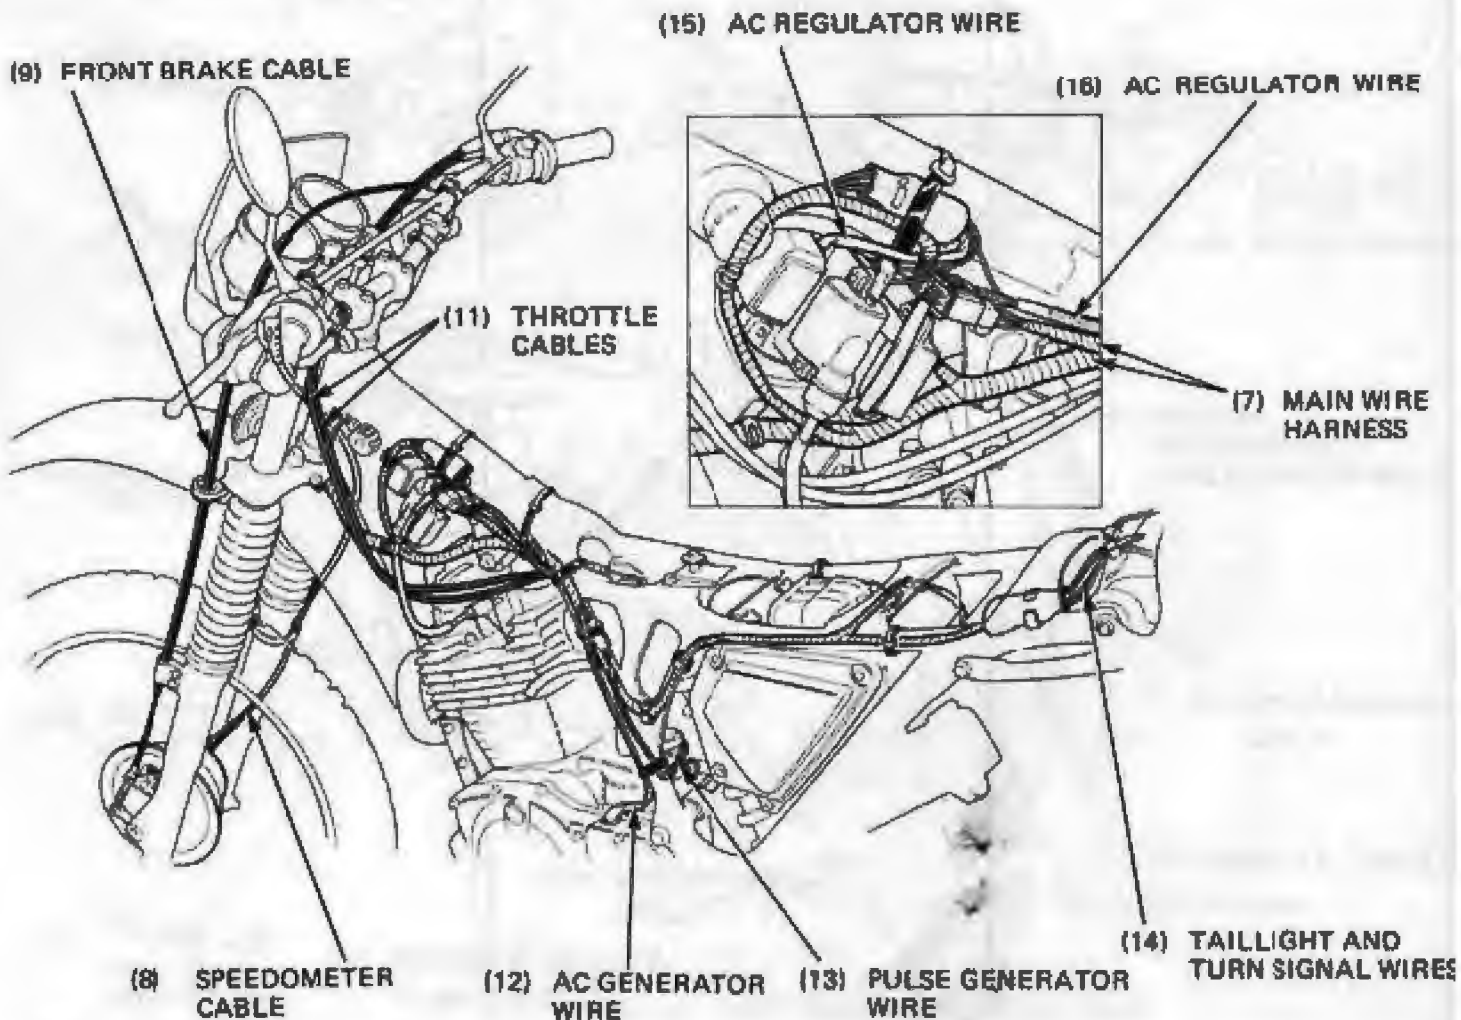 (15) AC REGULATOR WIRE
(9) FRONT BRAKE CABLE
(16) AC REGULATOR WIRE
(11) THROTTLE
CABLES
(7) MAIN WIRE
HARNESS
(14) TAILLIGHT AND
TURN SIGNAL WIRES
(8) SPEEDOMETER
CABLE
(12) AC GENERATOR
WIRE
(13) PULSE GENERATOR
WIRE